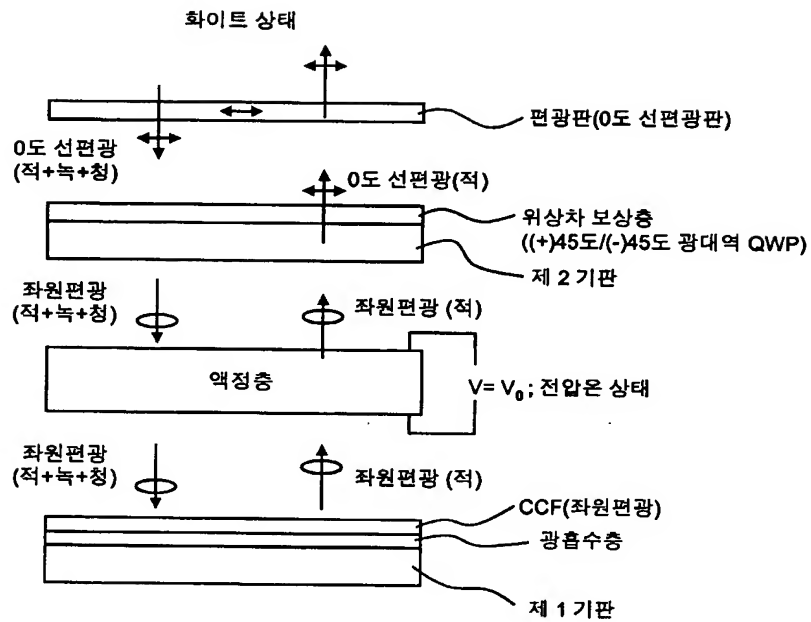 화이트 상태
편광판(0도 선편광판)
0도 선편광
(적+녹+청)
0도 선편광(적)
위상차 보상층
((+)45도/(-)45도 광대역 QWP)
제 2 기판
좌원편광
(적+녹+청)
좌원편광 (적)
액정층
V= V₀ ; 전압온 상태
좌원편광
(적+녹+청)
좌원편광 (적)
CCF(좌원편광)
광흡수층
제 1 기판